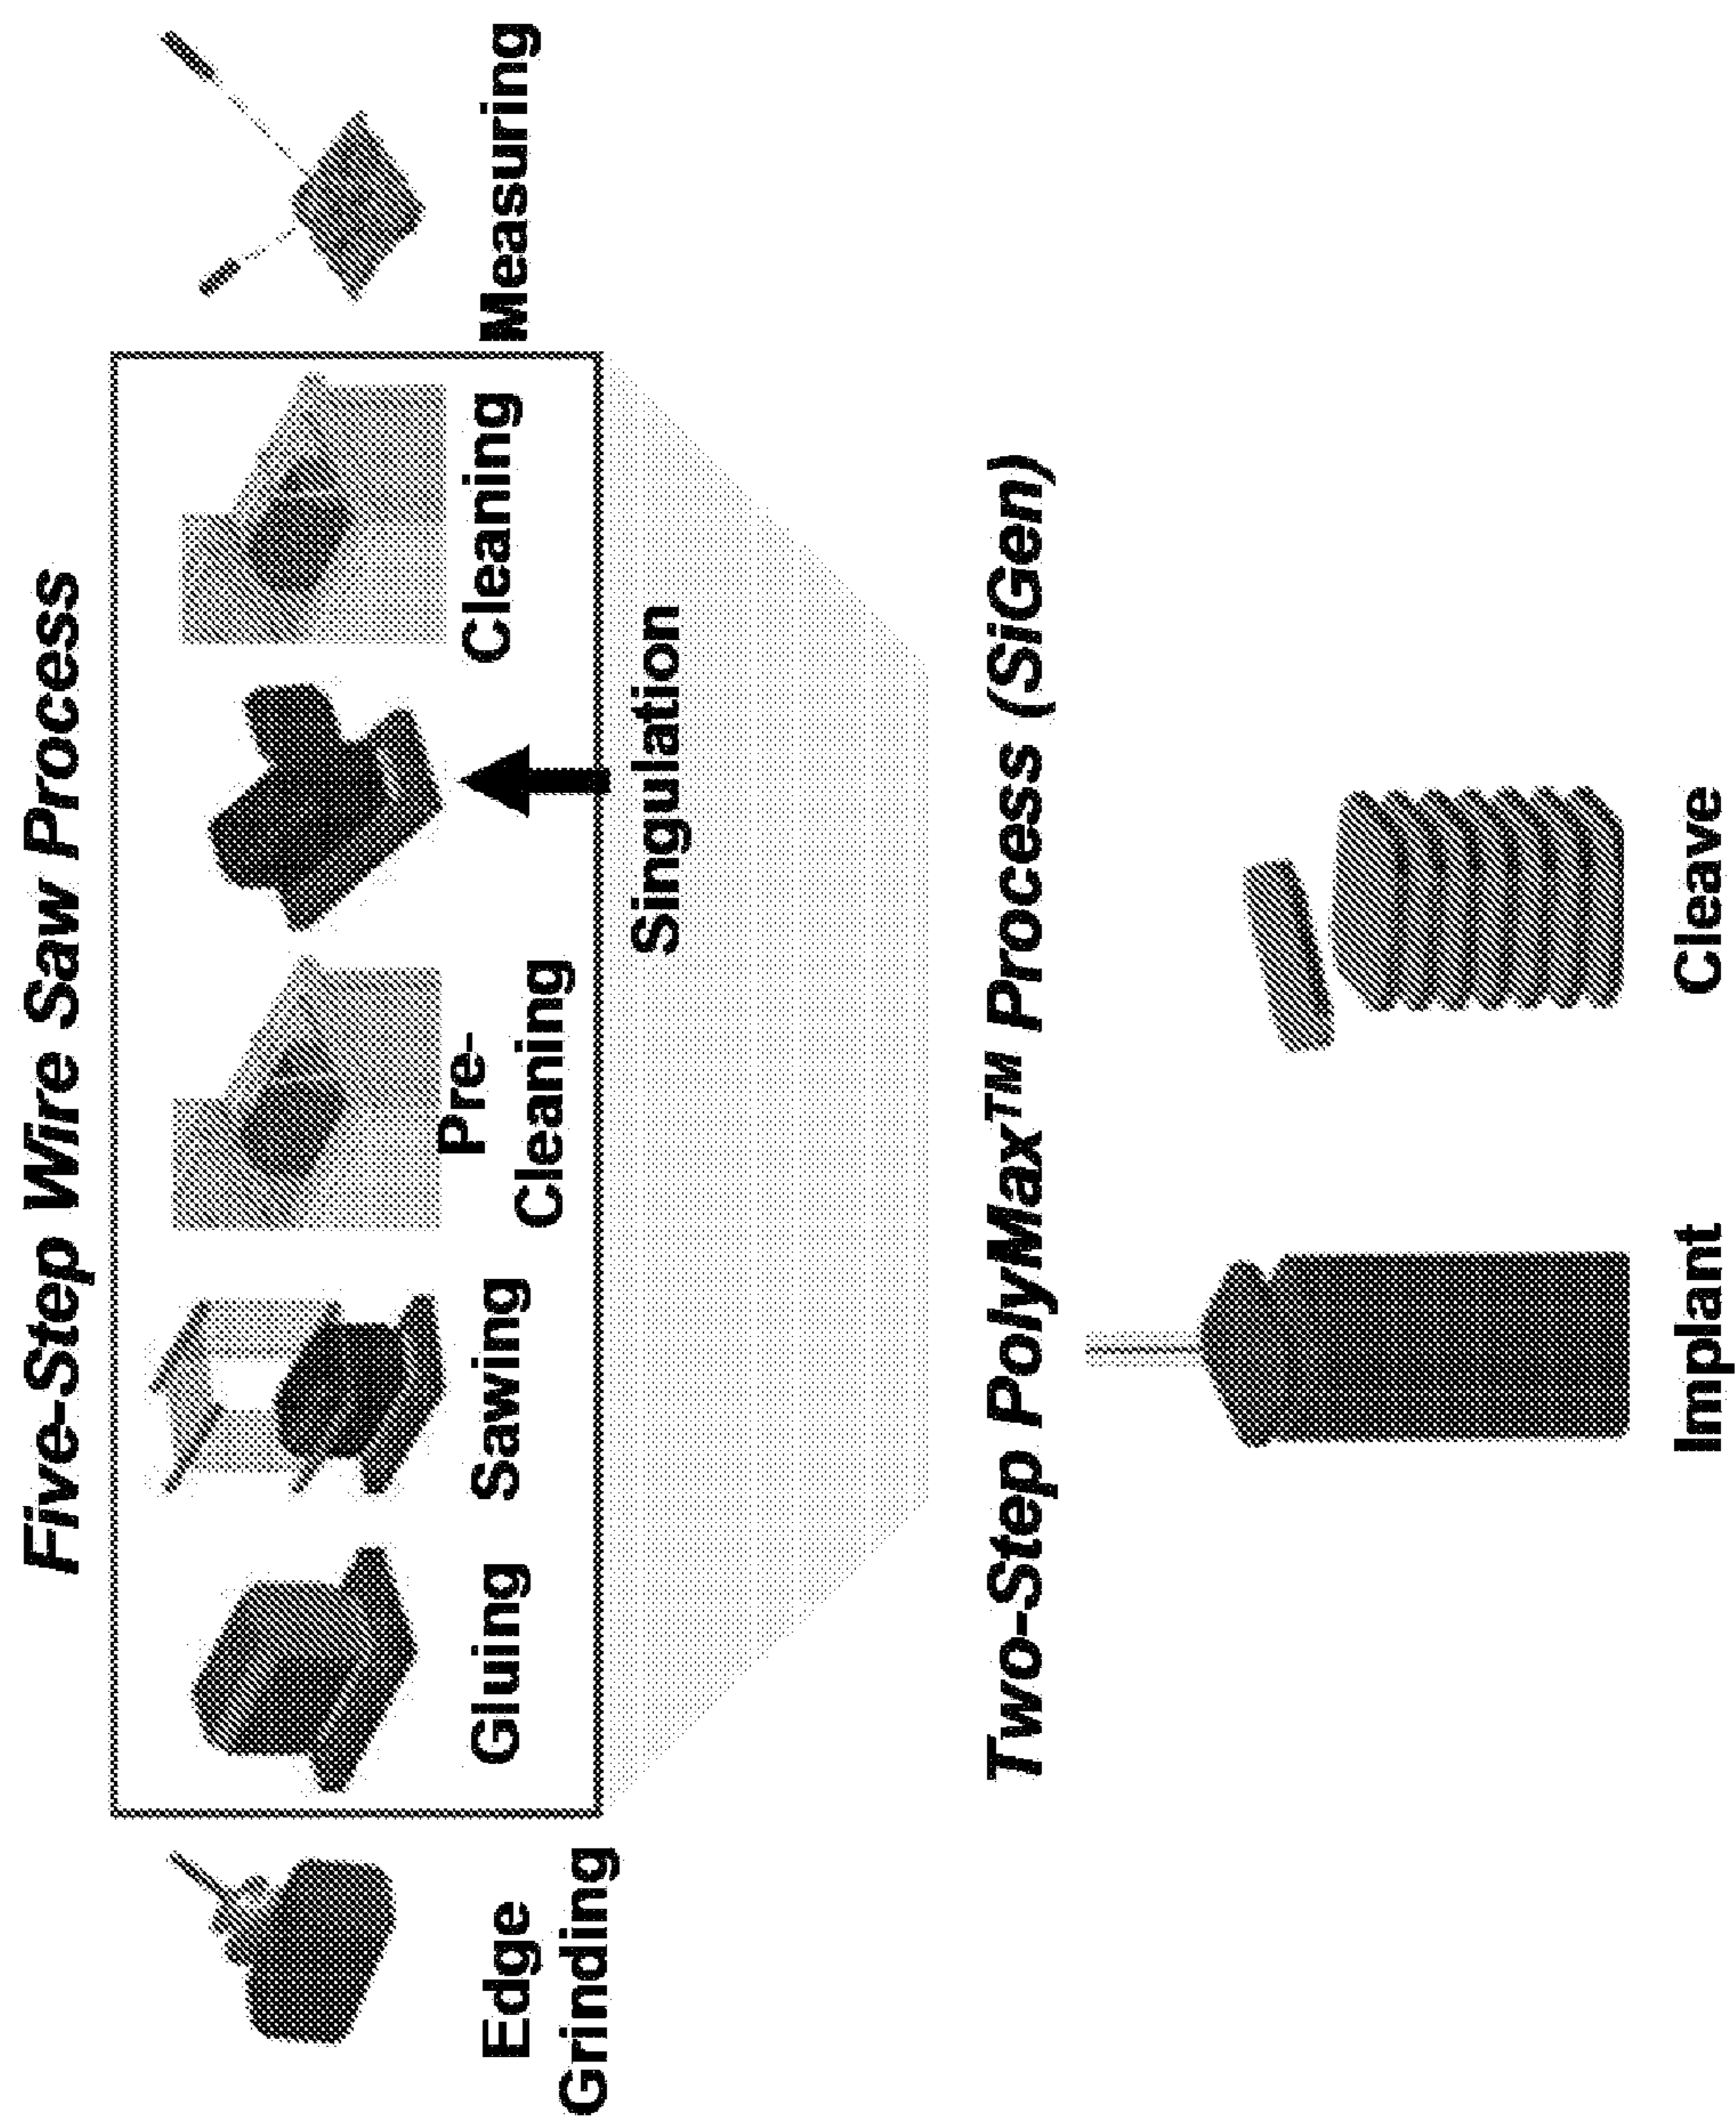 Five-Step Wire Saw Process
Edge
Grinding
Gluing
Sawing
Pre-
Cleaning
Singulation
Cleaning
Measuring
Two-Step PolyMax™ Process (SiGen)
Implant
Cleave